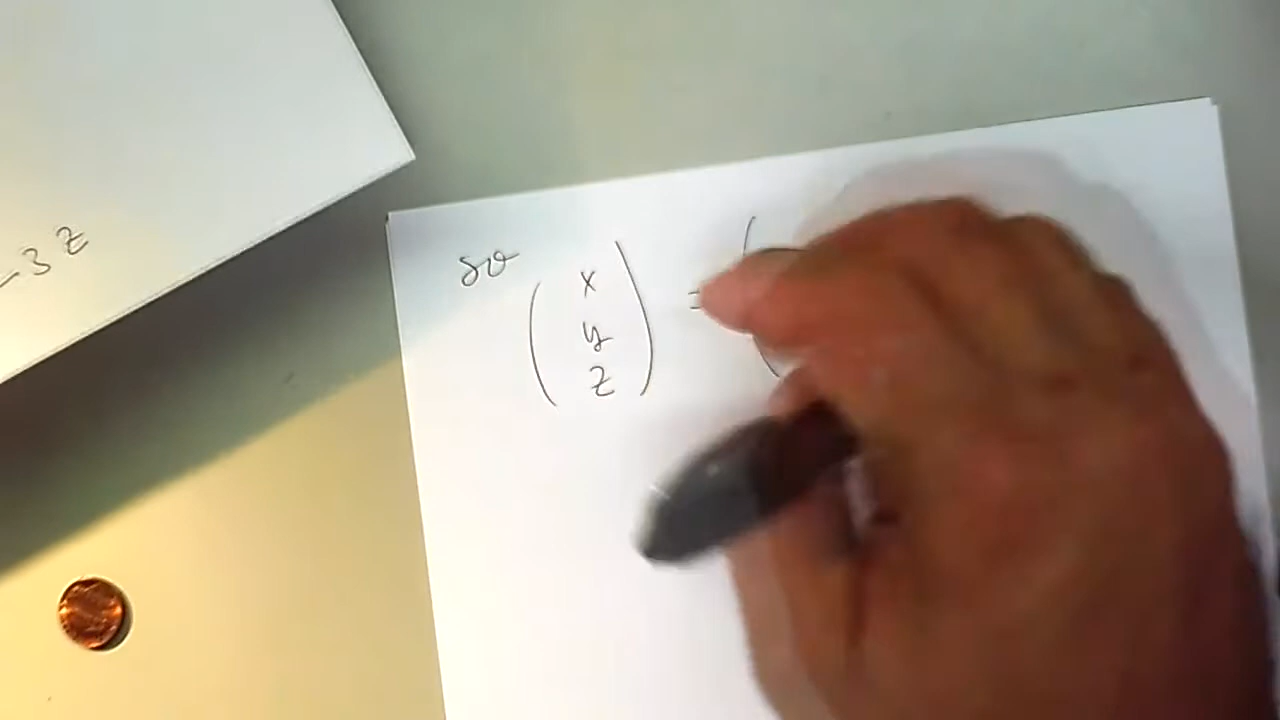 -3z
so
( x ) = (
y
z